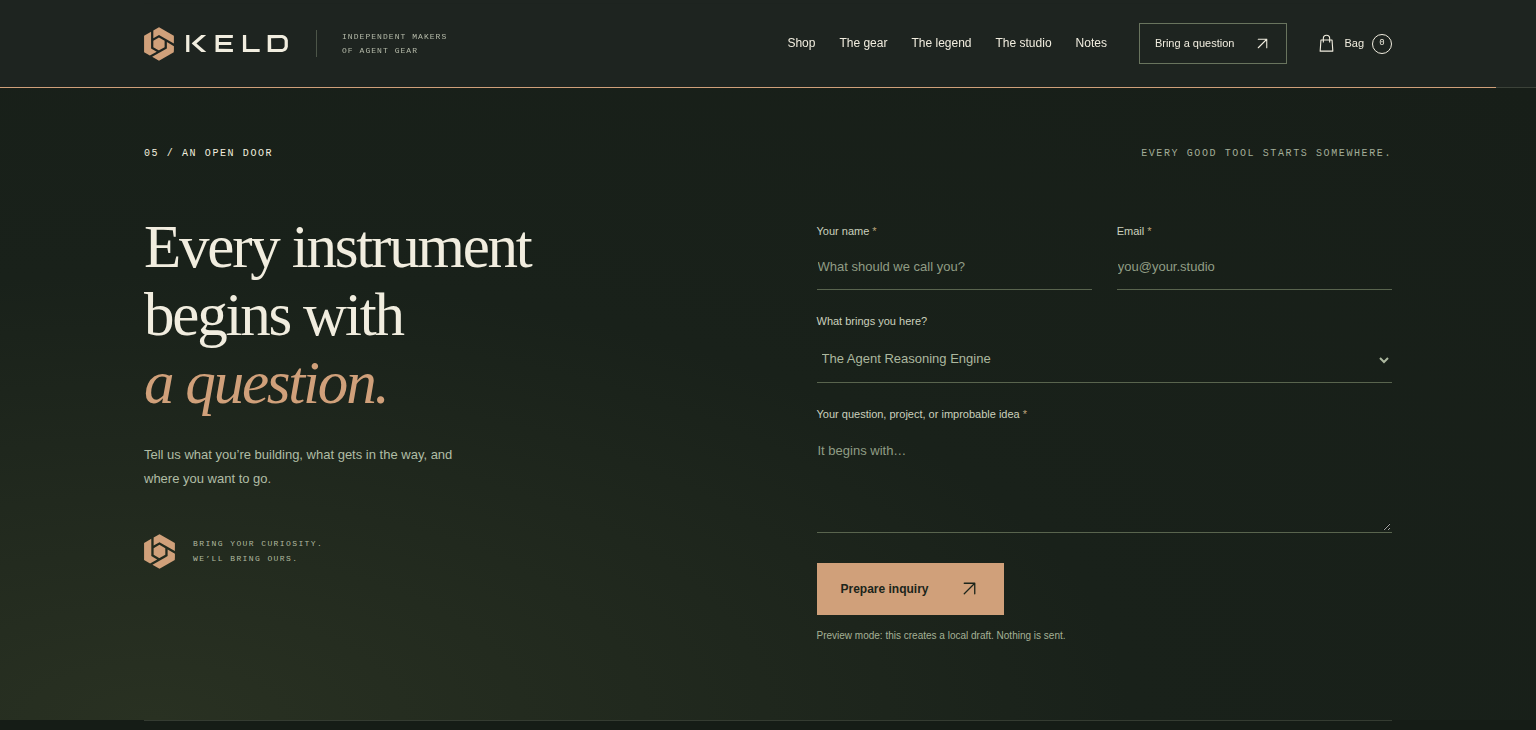 KELD
INDEPENDENT MAKERS
OF AGENT GEAR
Shop
The gear
The legend
The studio
Notes
Bring a question
Bag
0
05 / AN OPEN DOOR
EVERY GOOD TOOL STARTS SOMEWHERE.
Every instrument
begins with
a question.
Tell us what you’re building, what gets in the way, and
where you want to go.
BRING YOUR CURIOSITY.
WE’LL BRING OURS.
Your name *
What should we call you?
Email *
you@your.studio
What brings you here?
The Agent Reasoning Engine
Your question, project, or improbable idea *
It begins with…
Prepare inquiry
Preview mode: this creates a local draft. Nothing is sent.